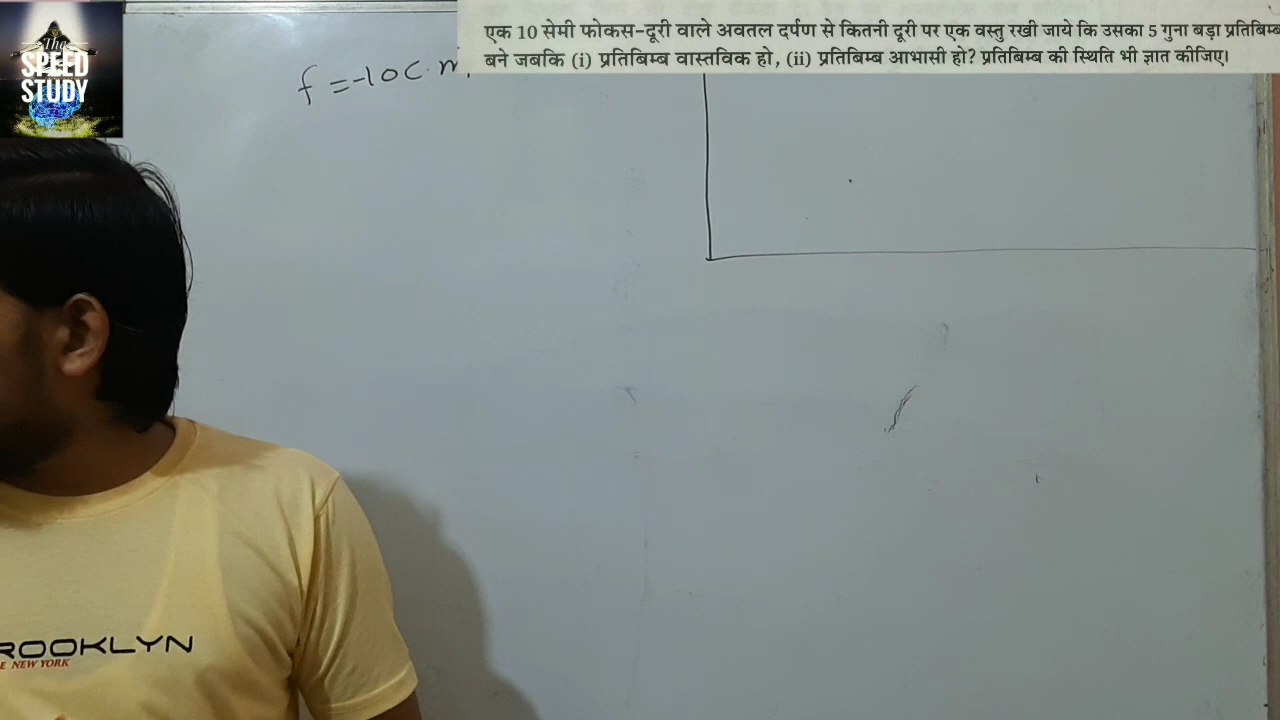 The
SPEED
STUDY
एक 10 सेमी फोकस-दूरी वाले अवतल दर्पण से कितनी दूरी पर एक वस्तु रखी जाये कि उसका 5 गुना बड़ा प्रतिबिम्ब
बने जबकि (i) प्रतिबिम्ब वास्तविक हो, (ii) प्रतिबिम्ब आभासी हो? प्रतिबिम्ब की स्थिति भी ज्ञात कीजिए।
f = -10 c.m.
ROOKLYN
E NEW YORK